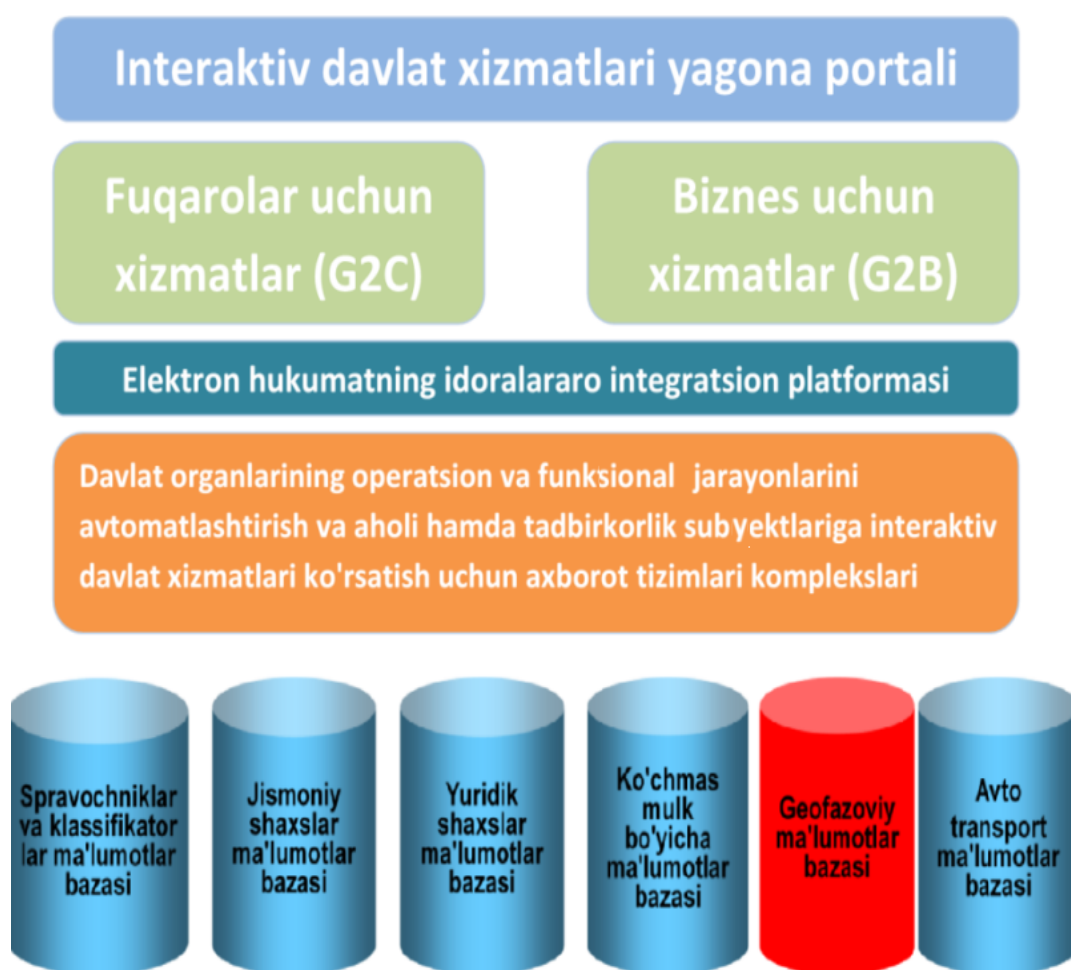 Interaktiv davlat xizmatlari yagona portali
Fuqarolar uchun
xizmatlar (G2C)
Biznes uchun
xizmatlar (G2B)
Elektron hukumatning idoralararo integratsion platformasi
Davlat organlarining operatsion va funksional jarayonlarini
avtomatlashtirish va aholi hamda tadbirkorlik subyektlariga interaktiv
davlat xizmatlari ko'rsatish uchun axborot tizimlari komplekslari
Spravochniklar
va klassifikator
lar ma'lumotlar
bazasi
Jismoniy
shaxslar
ma'lumotlar
bazasi
Yuridik
shaxslar
ma'lumotlar
bazasi
Ko'chmas
mulk
bo'yicha
ma'lumotlar
bazasi
Geofazoviy
ma'lumotlar
bazasi
Avto
transport
ma'lumotlar
bazasi